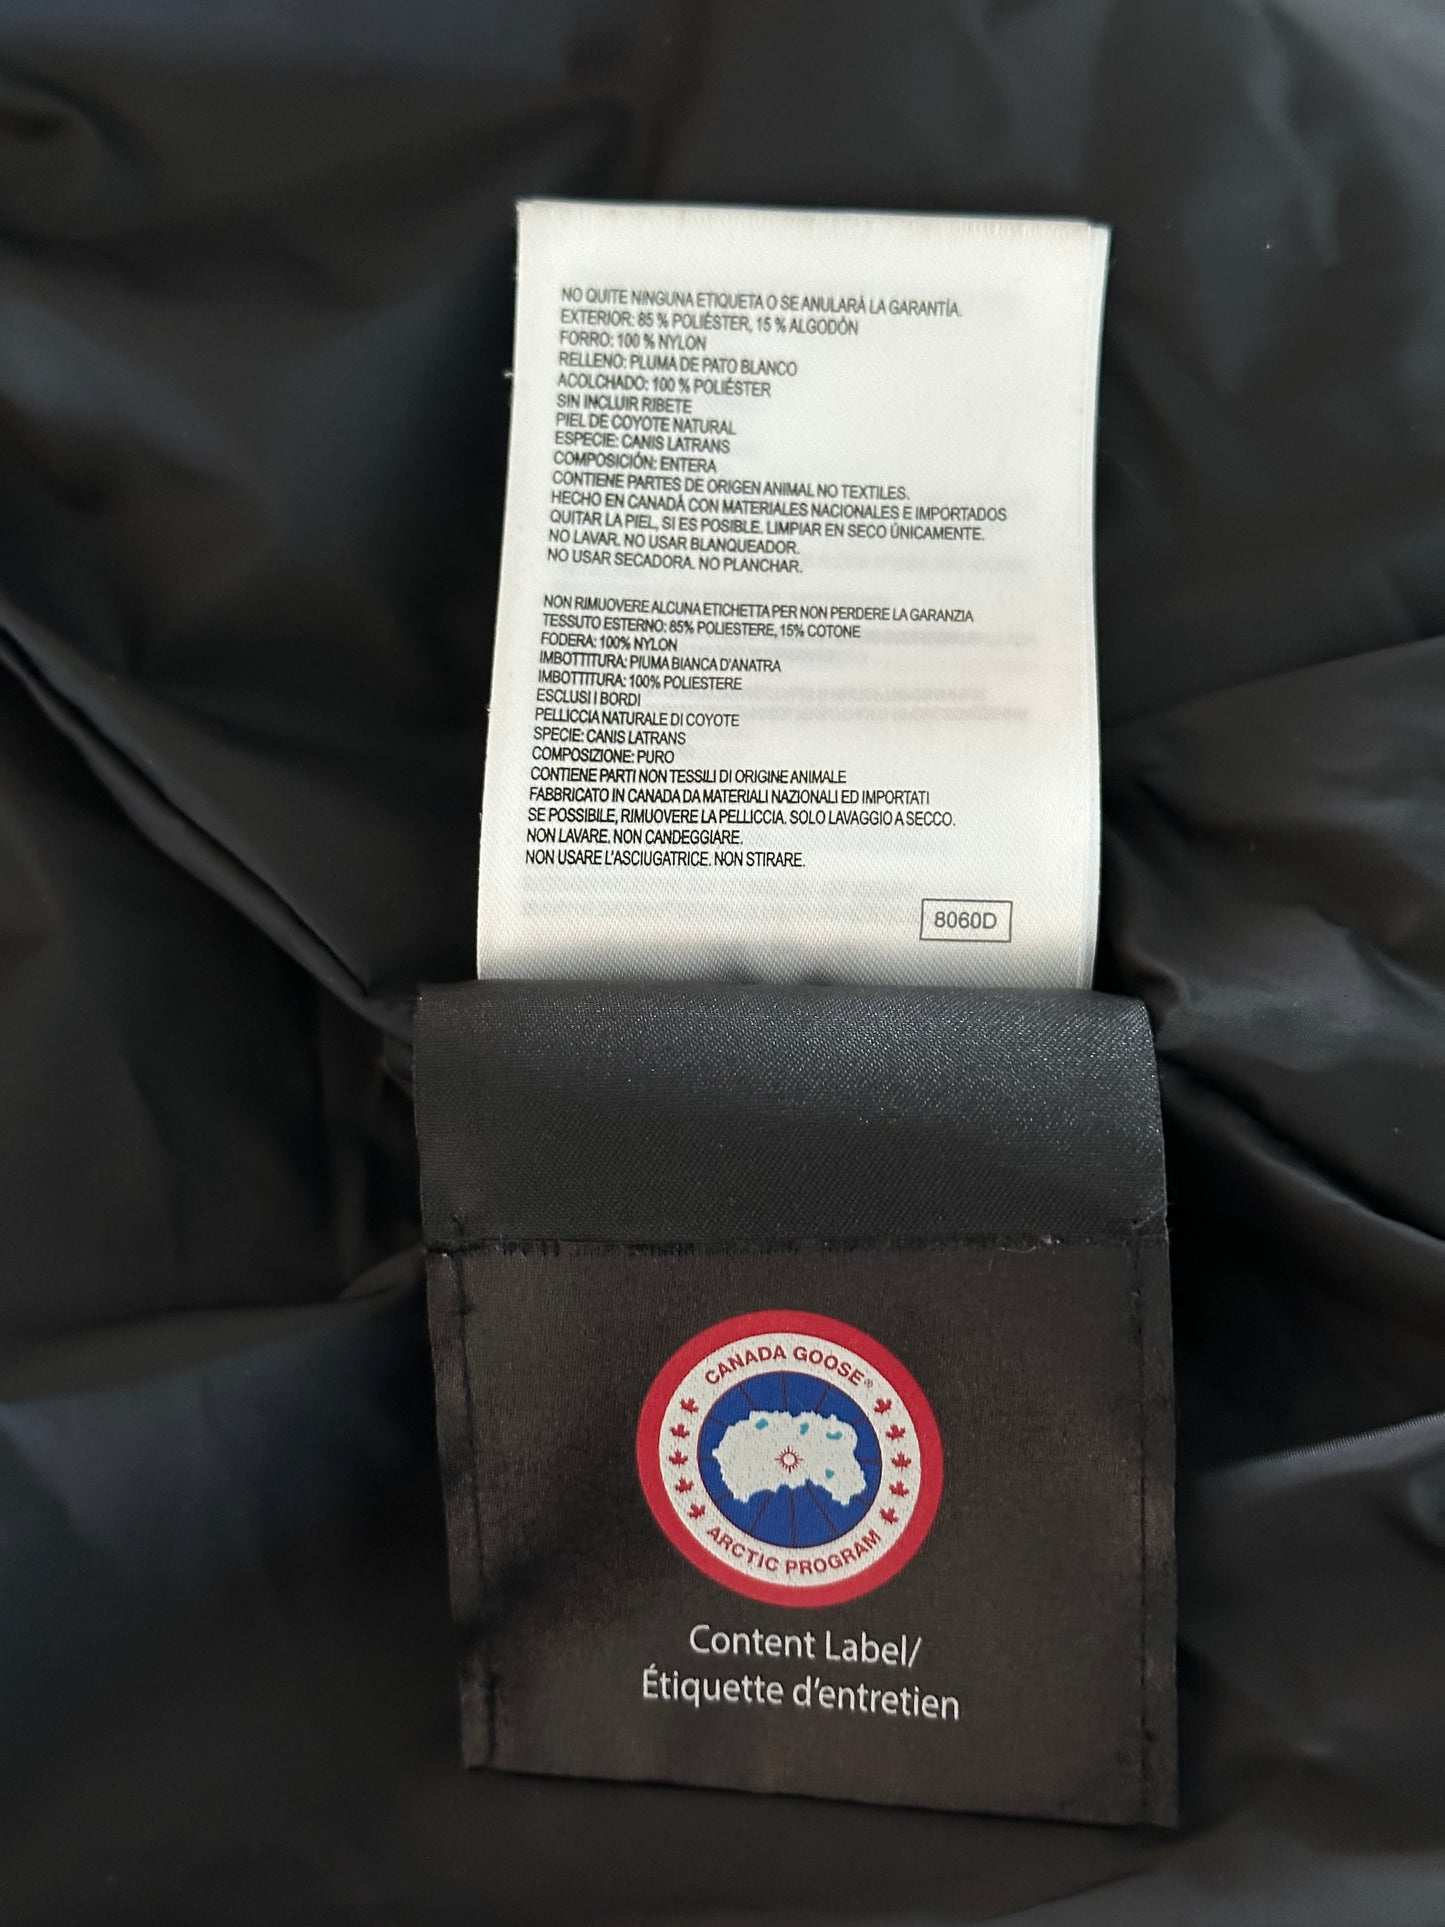 NO QUITE NINGUNA ETIQUETA O SE ANULARÁ LA GARANTÍA.
EXTERIOR: 85 % POLIÉSTER, 15 % ALGODÓN
FORRO: 100 % NYLON
RELLENO: PLUMA DE PATO BLANCO
ACOLCHADO: 100 % POLIÉSTER
SIN INCLUIR RIBETE
PIEL DE COYOTE NATURAL
ESPECIE: CANIS LATRANS
COMPOSICIÓN: ENTERA
CONTIENE PARTES DE ORIGEN ANIMAL NO TEXTILES.
HECHO EN CANADÁ CON MATERIALES NACIONALES E IMPORTADOS
QUITAR LA PIEL, SI ES POSIBLE. LIMPIAR EN SECO ÚNICAMENTE.
NO LAVAR. NO USAR BLANQUEADOR.
NO USAR SECADORA. NO PLANCHAR.
NON RIMUOVERE ALCUNA ETICHETTA PER NON PERDERE LA GARANZIA
TESSUTO ESTERNO: 85% POLIESTERE, 15% COTONE
FODERA: 100% NYLON
IMBOTTITURA: PIUMA BIANCA D'ANATRA
IMBOTTITURA: 100% POLIESTERE
ESCLUSI I BORDI
PELLICCIA NATURALE DI COYOTE
SPECIE: CANIS LATRANS
COMPOSIZIONE: PURO
CONTIENE PARTI NON TESSILI DI ORIGINE ANIMALE
FABBRICATO IN CANADA DA MATERIALI NAZIONALI ED IMPORTATI
SE POSSIBILE, RIMUOVERE LA PELLICCIA. SOLO LAVAGGIO A SECCO.
NON LAVARE. NON CANDEGGIARE.
NON USARE L'ASCIUGATRICE. NON STIRARE.
8060D
CANADA GOOSE®
ARCTIC PROGRAM
Content Label/
Étiquette d'entretien